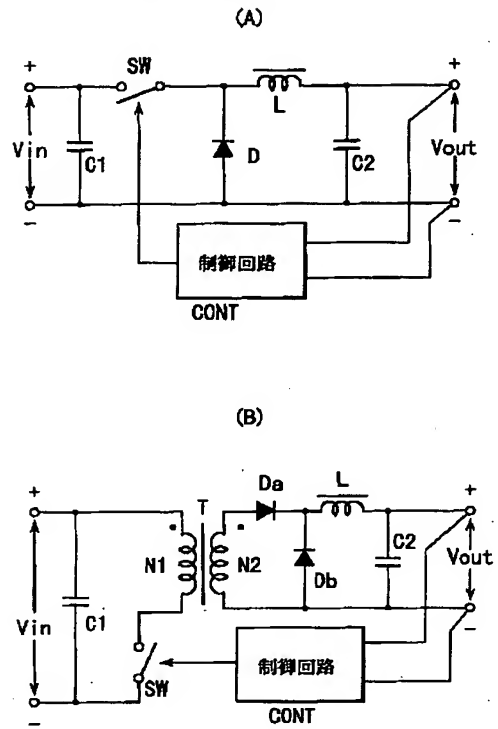 (A)
+ SW +
L
Vin C1 D C2 Vout
− −
制御回路
CONT
(B)
Da L
+ T +
C2
N1 N2 Vout
Db
C1
Vin −
制御回路
SW
− CONT